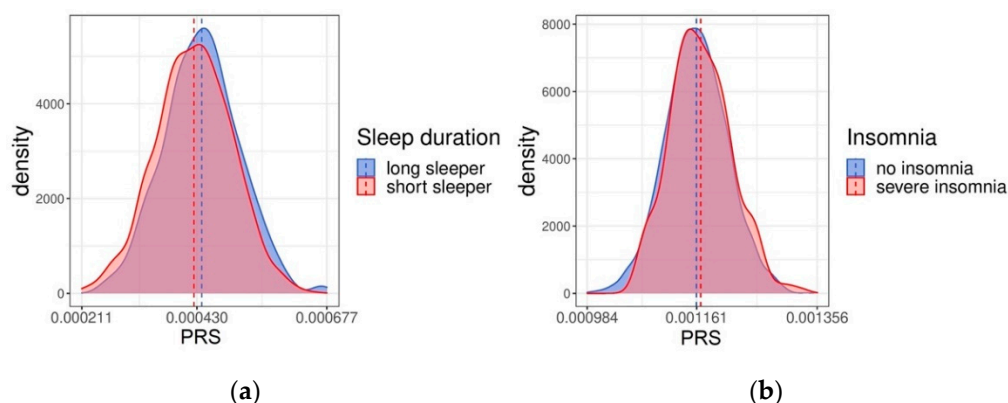 density
4000
2000
0
0.000211
0.000430
0.000677
PRS
Sleep duration
long sleeper
short sleeper
(a)
density
8000
6000
4000
2000
0
0.000984
0.001161
0.001356
PRS
Insomnia
no insomnia
severe insomnia
(b)